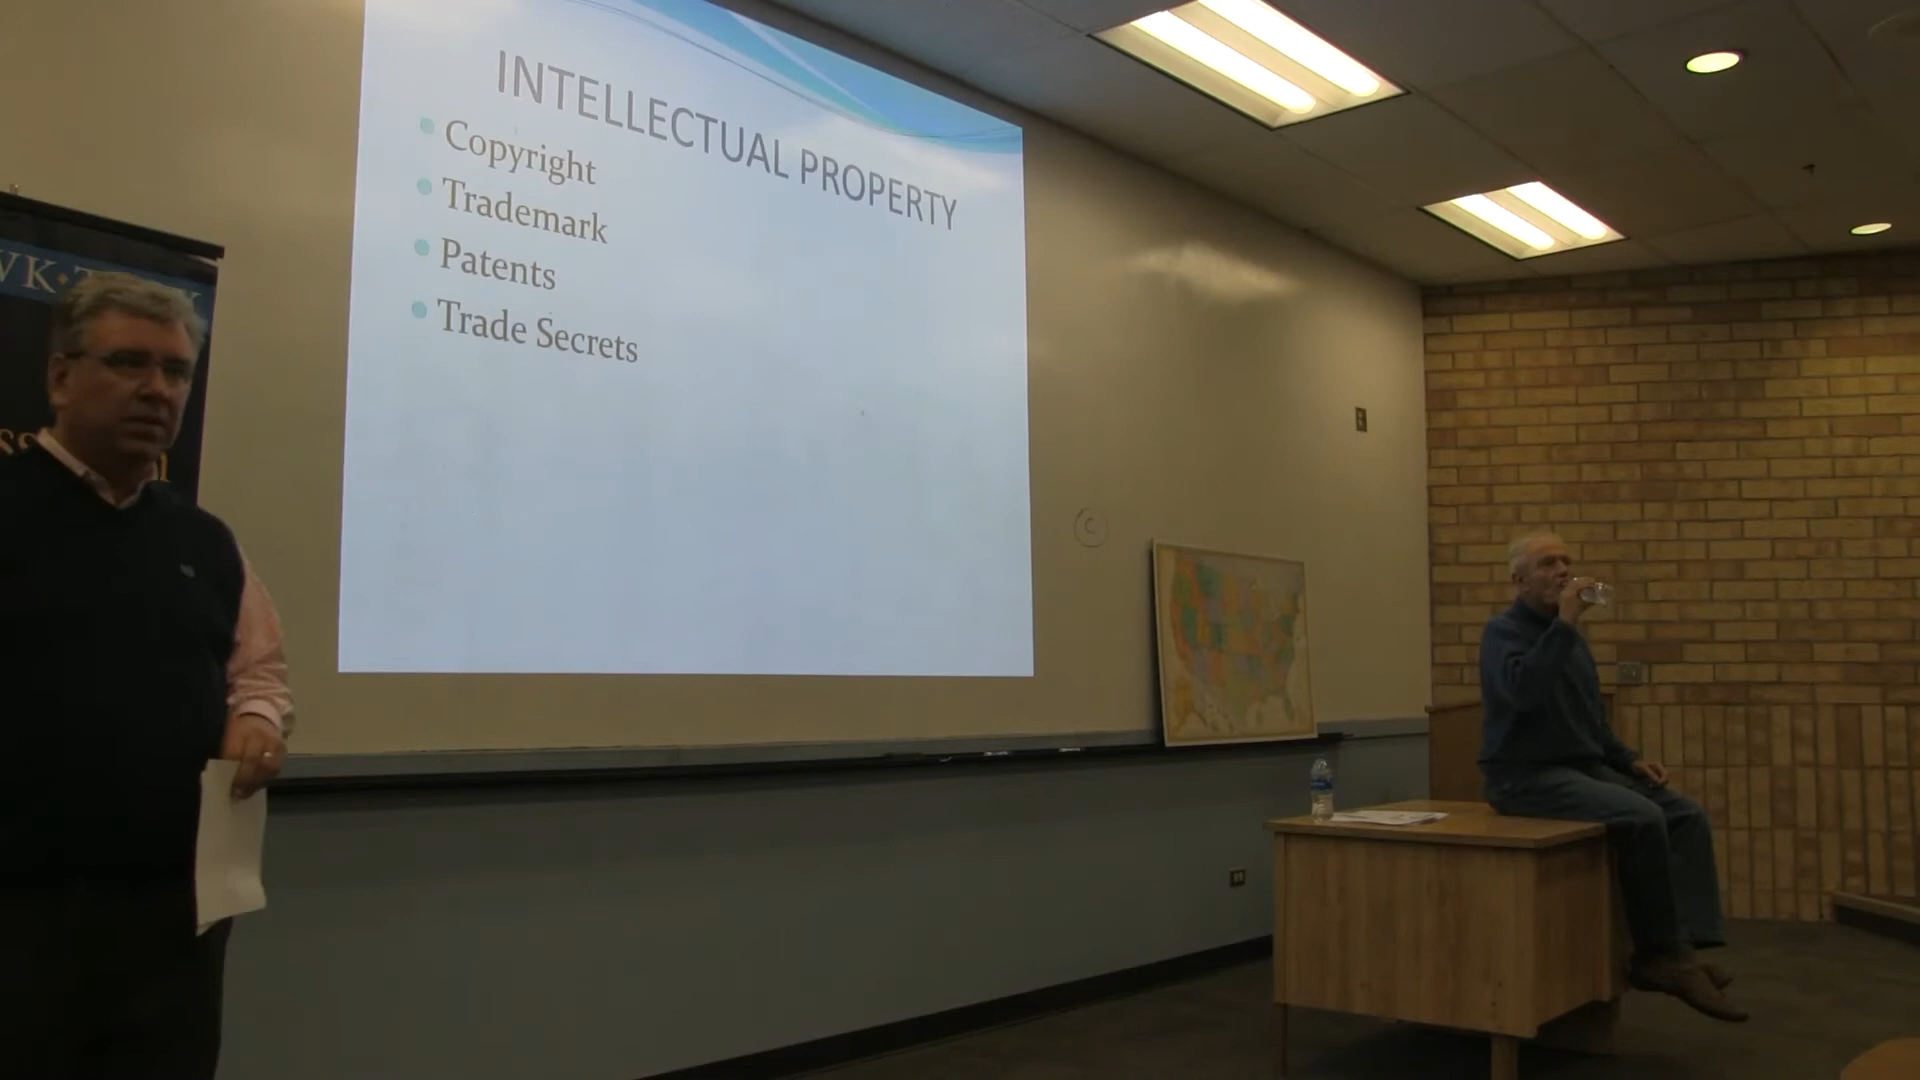 INTELLECTUAL PROPERTY
Copyright
Trademark
Patents
Trade Secrets
C